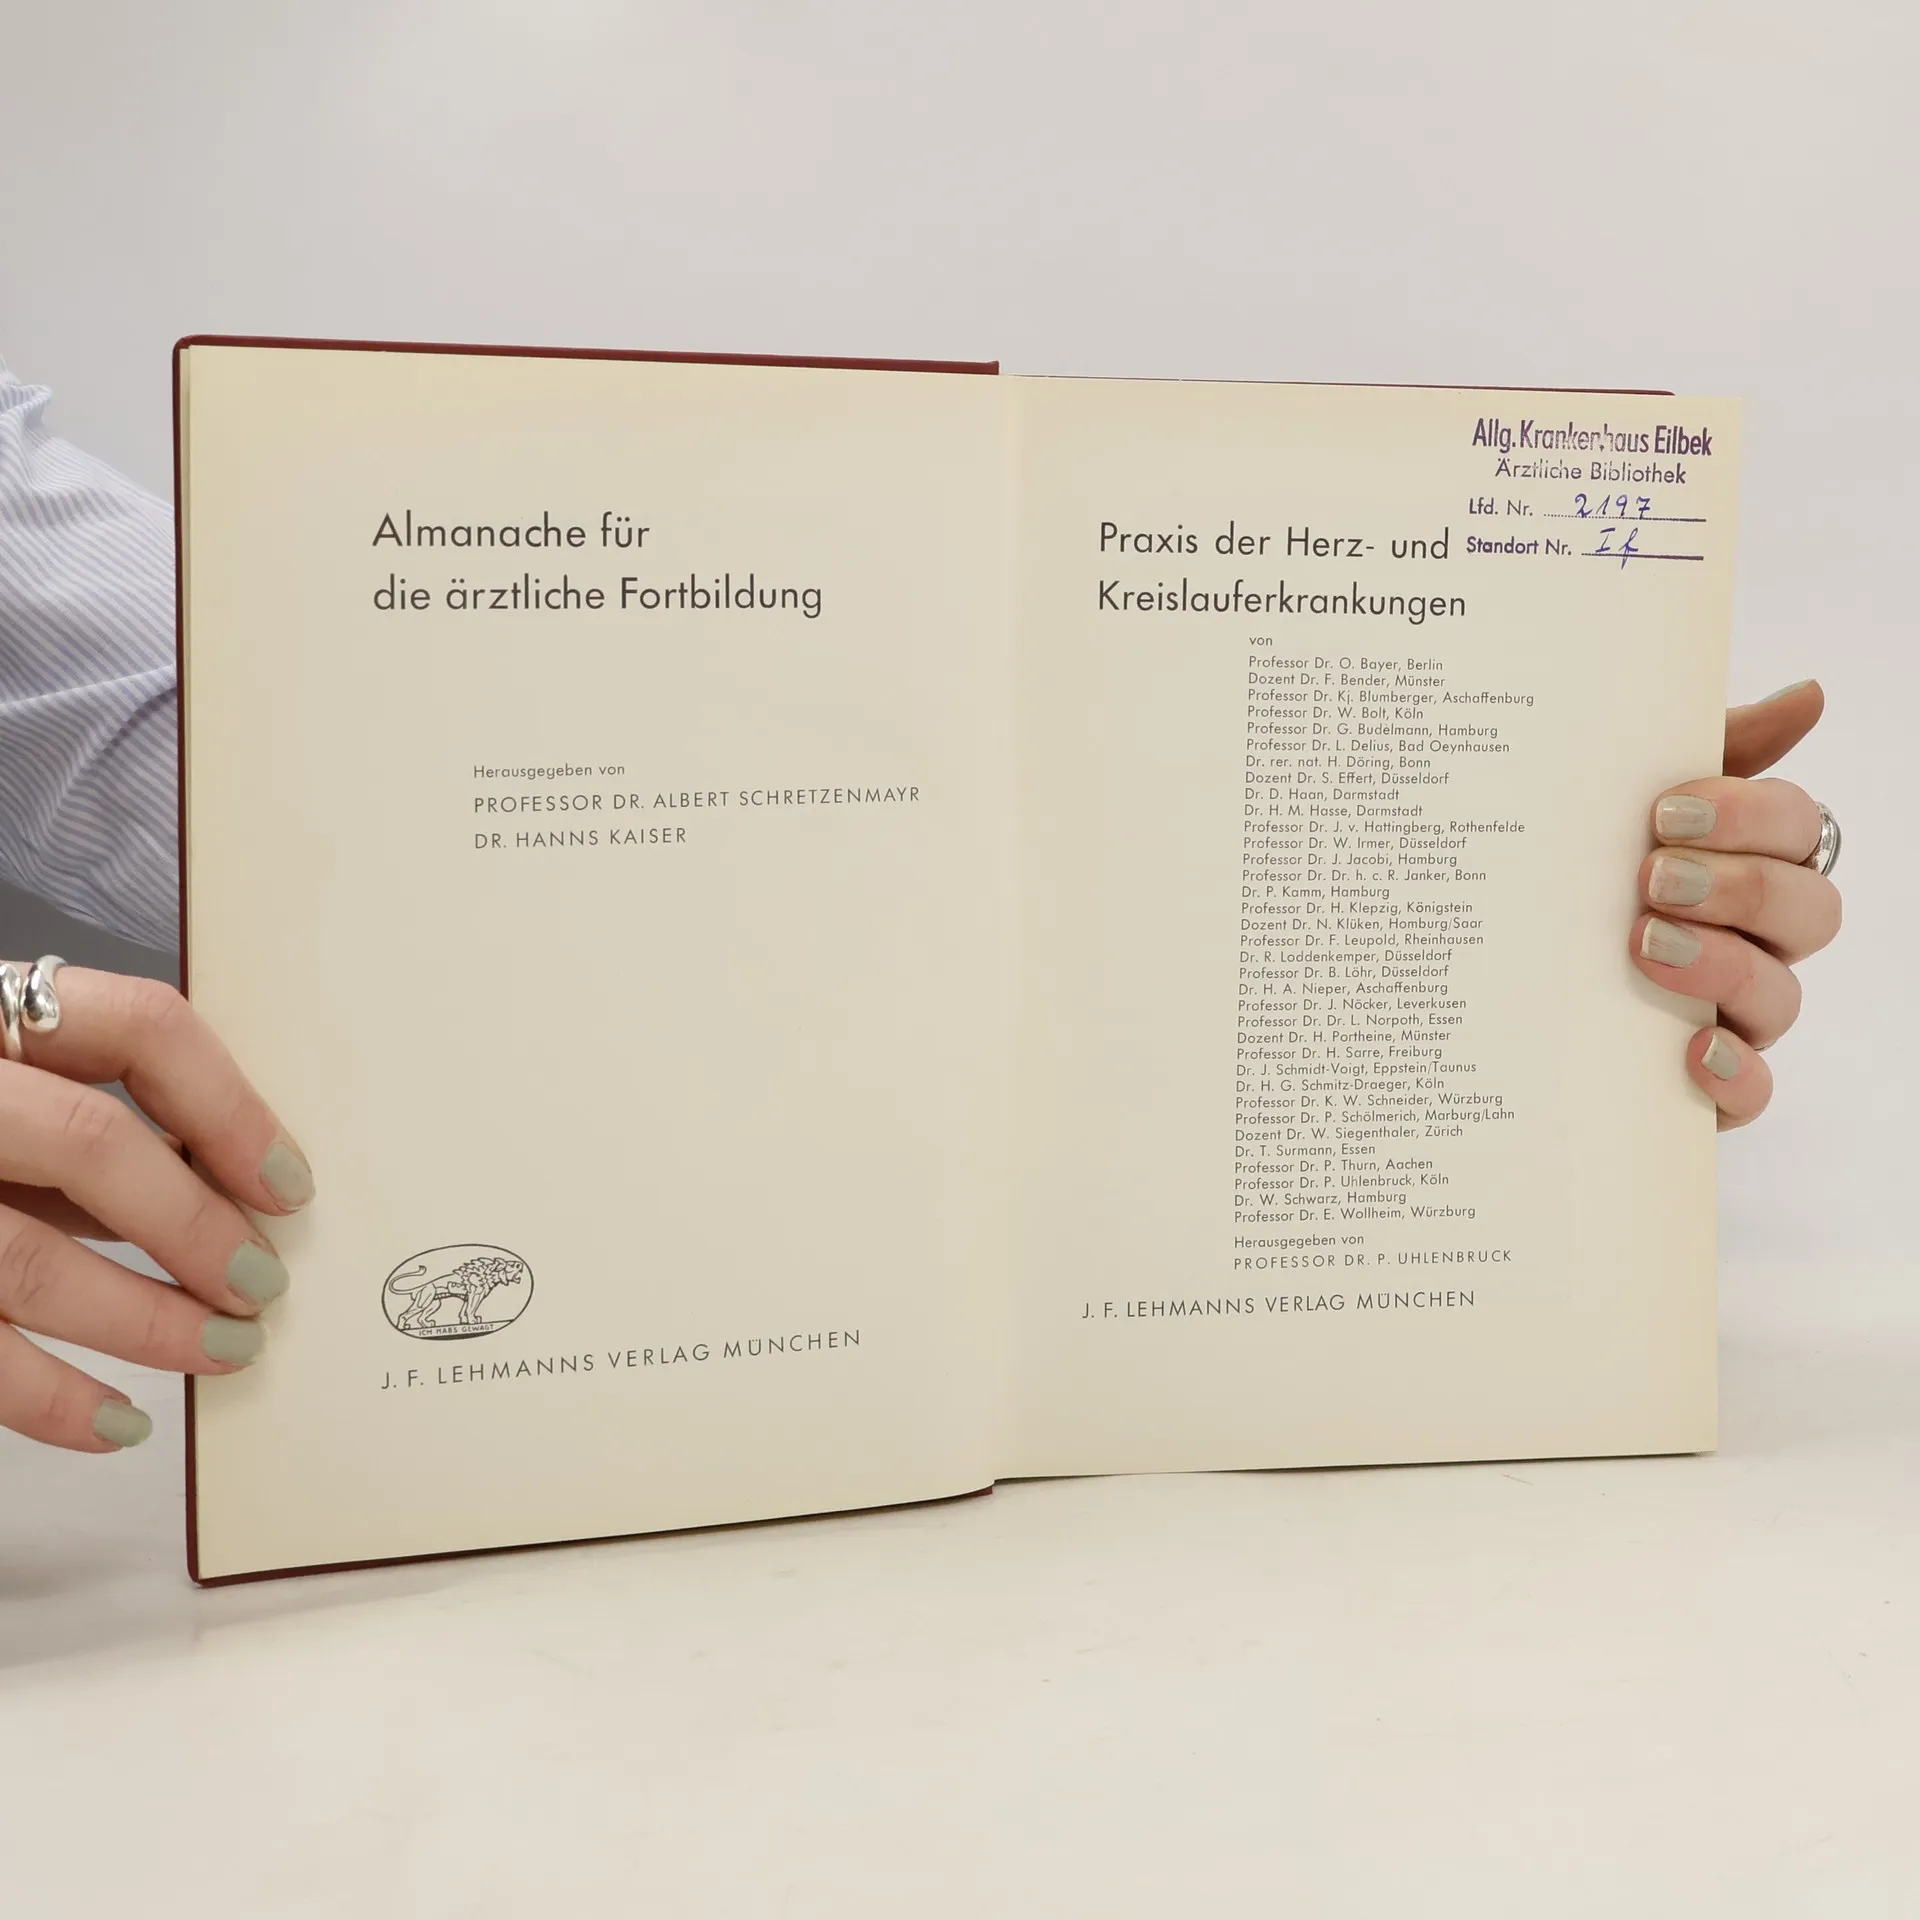 Almanache für
die ärztliche Fortbildung
Herausgegeben von
PROFESSOR DR. ALBERT SCHRETZENMAYR
DR. HANNS KAISER
ICH HABS GEWAGT
J. F. LEHMANNS VERLAG MÜNCHEN
Allg. Krankenhaus Eilbek
Ärztliche Bibliothek
Lfd. Nr. 2197
Standort Nr. If
Praxis der Herz- und
Kreislauferkrankungen
von
Professor Dr. O. Bayer, Berlin
Dozent Dr. F. Bender, Münster
Professor Dr. Kj. Blumberger, Aschaffenburg
Professor Dr. W. Bolt, Köln
Professor Dr. G. Budelmann, Hamburg
Professor Dr. L. Delius, Bad Oeynhausen
Dr. rer. nat. H. Döring, Bonn
Dozent Dr. S. Effert, Düsseldorf
Dr. D. Haan, Darmstadt
Dr. H. M. Hasse, Darmstadt
Professor Dr. J. v. Hattingberg, Rothenfelde
Professor Dr. W. Irmer, Düsseldorf
Professor Dr. J. Jacobi, Hamburg
Professor Dr. Dr. h. c. R. Janker, Bonn
Dr. P. Kamm, Hamburg
Professor Dr. H. Klepzig, Königstein
Dozent Dr. N. Klüken, Homburg/Saar
Professor Dr. F. Leupold, Rheinhausen
Dr. R. Loddenkemper, Düsseldorf
Professor Dr. B. Löhr, Düsseldorf
Dr. H. A. Nieper, Aschaffenburg
Professor Dr. J. Nöcker, Leverkusen
Professor Dr. Dr. L. Norpoth, Essen
Dozent Dr. H. Portheine, Münster
Professor Dr. H. Sarre, Freiburg
Dr. J. Schmidt-Voigt, Eppstein/Taunus
Dr. H. G. Schmitz-Draeger, Köln
Professor Dr. K. W. Schneider, Würzburg
Professor Dr. P. Schölmerich, Marburg/Lahn
Dozent Dr. W. Siegenthaler, Zürich
Dr. T. Surmann, Essen
Professor Dr. P. Thurn, Aachen
Professor Dr. P. Uhlenbruck, Köln
Dr. W. Schwarz, Hamburg
Professor Dr. E. Wollheim, Würzburg
Herausgegeben von
PROFESSOR DR. P. UHLENBRUCK
J. F. LEHMANNS VERLAG MÜNCHEN